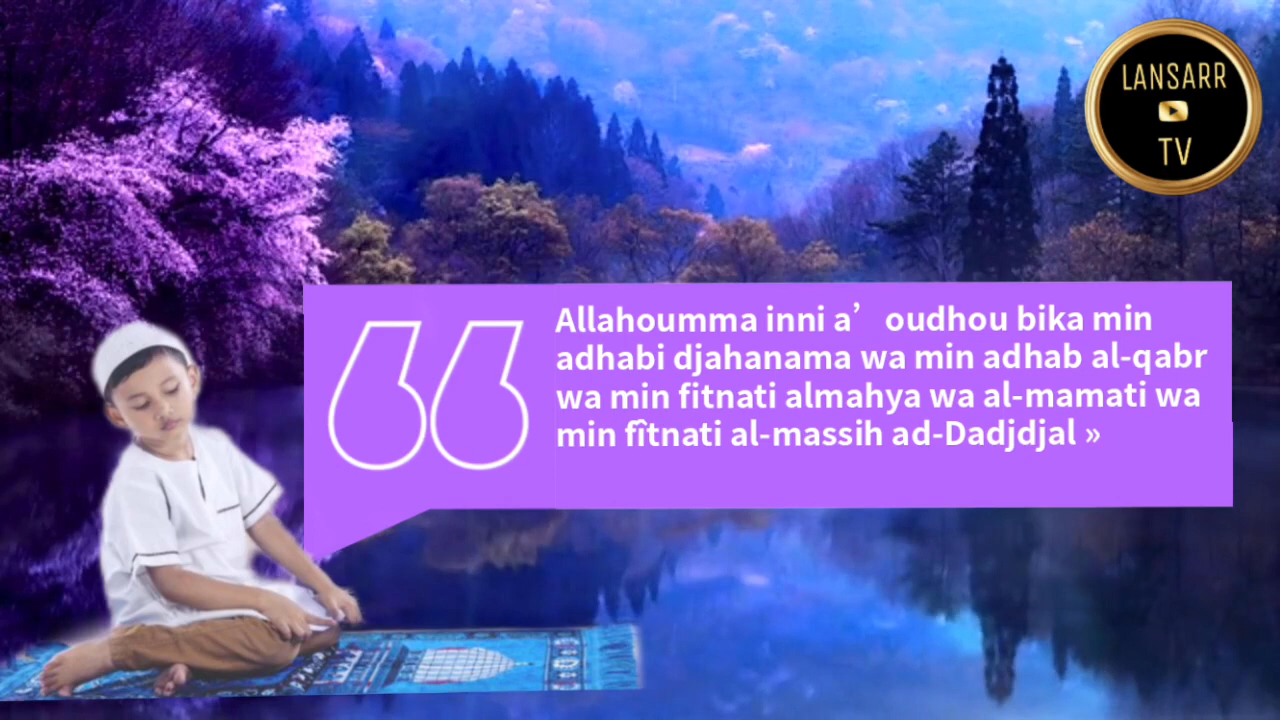 LANSARR
TV
Allahoumma inni a’ oudhou bika min
adhabi djahanama wa min adhab al-qabr
wa min fitnati almahya wa al-mamati wa
min fîtnati al-massih ad-Dadjdjal »